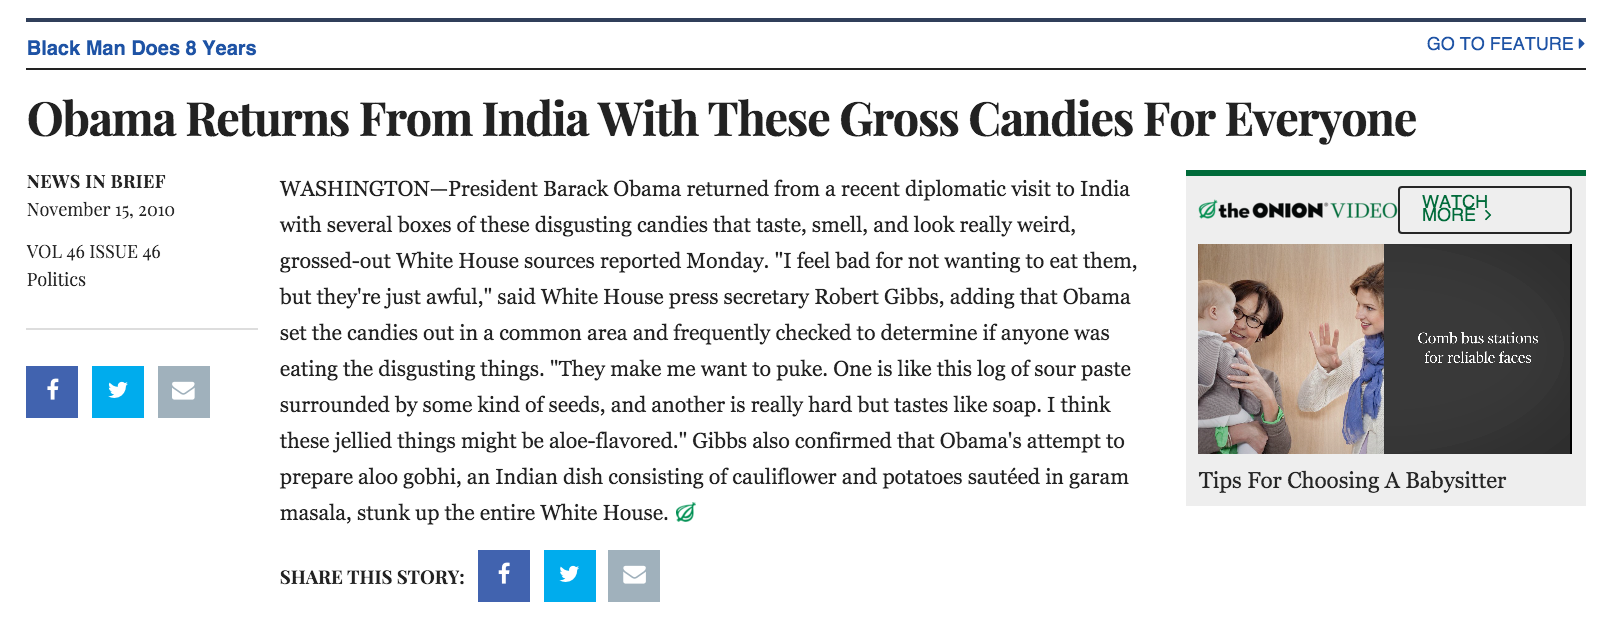 Black Man Does 8 Years
GO TO FEATURE
Obama Returns From India With These Gross Candies For Everyone
NEWS IN BRIEF
November 15, 2010
VOL 46 ISSUE 46
Politics
WASHINGTON—President Barack Obama returned from a recent diplomatic visit to India
with several boxes of these disgusting candies that taste, smell, and look really weird,
grossed-out White House sources reported Monday. "I feel bad for not wanting to eat them,
but they're just awful," said White House press secretary Robert Gibbs, adding that Obama
set the candies out in a common area and frequently checked to determine if anyone was
eating the disgusting things. "They make me want to puke. One is like this log of sour paste
surrounded by some kind of seeds, and another is really hard but tastes like soap. I think
these jellied things might be aloe-flavored." Gibbs also confirmed that Obama's attempt to
prepare aloo gobhi, an Indian dish consisting of cauliflower and potatoes sautéed in garam
masala, stunk up the entire White House.
SHARE THIS STORY:
the ONION® VIDEO
WATCH
MORE >
Comb bus stations
for reliable faces
Tips For Choosing A Babysitter